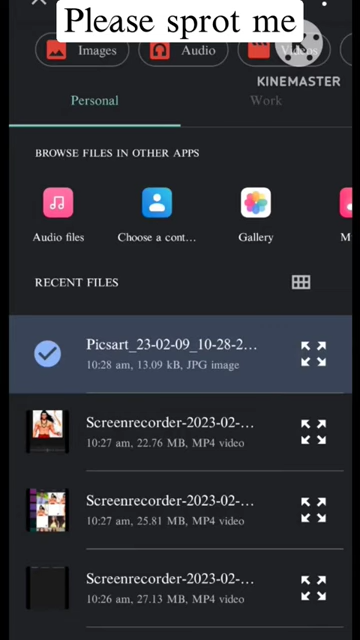 Please sprot me
Images
Audio
Videos
KINEMASTER
Personal
Work
BROWSE FILES IN OTHER APPS
Audio files
Choose a cont...
Gallery
RECENT FILES
Picsart_23-02-09_10-28-2...
10:28 am, 13.09 kB, JPG image
Screenrecorder-2023-02-...
10:27 am, 22.76 MB, MP4 video
Screenrecorder-2023-02-...
10:27 am, 25.81 MB, MP4 video
Screenrecorder-2023-02-...
10:26 am, 27.13 MB, MP4 video